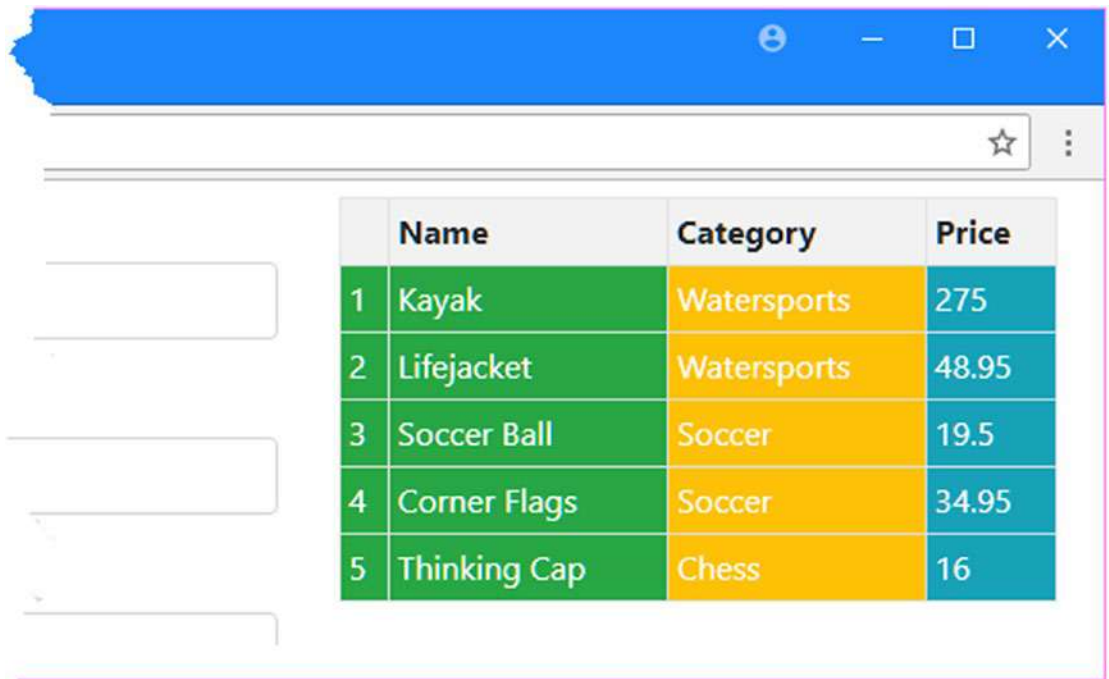 Name Category Price
1 Kayak Watersports 275
2 Lifejacket Watersports 48.95
3 Soccer Ball Soccer 19.5
4 Corner Flags Soccer 34.95
5 Thinking Cap Chess 16